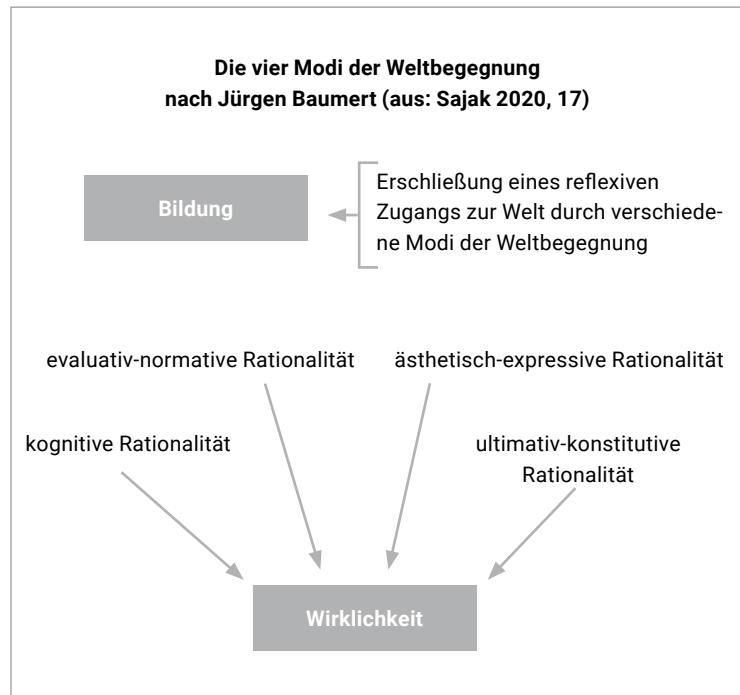 Die vier Modi der Weltbegegnung
nach Jürgen Baumert (aus: Sajak 2020, 17)
Bildung
Erschließung eines reflexiven
Zugangs zur Welt durch verschiede-
ne Modi der Weltbegegnung
evaluativ-normative Rationalität
ästhetisch-expressive Rationalität
kognitive Rationalität
ultimativ-konstitutive
Rationalität
Wirklichkeit